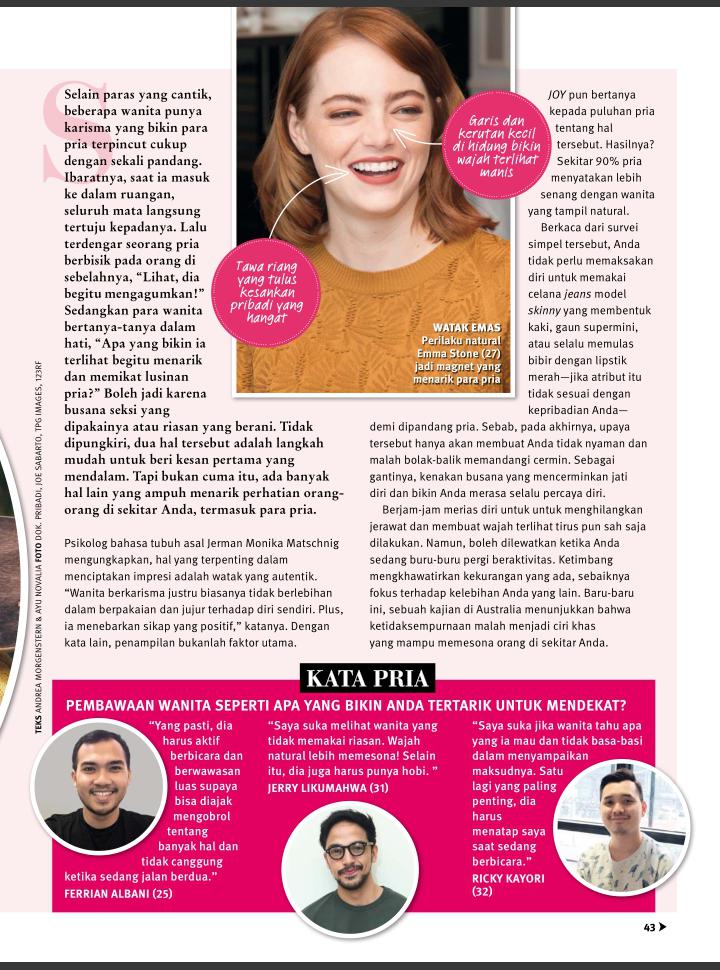 S
Selain paras yang cantik,
beberapa wanita punya
karisma yang bikin para
pria terpincut cukup
dengan sekali pandang.
Ibaratnya, saat ia masuk
ke dalam ruangan,
seluruh mata langsung
tertuju kepadanya. Lalu
terdengar seorang pria
berbisik pada orang di
sebelahnya, “Lihat, dia
begitu mengagumkan!”
Sedangkan para wanita
bertanya-tanya dalam
hati, “Apa yang bikin ia
terlihat begitu menarik
dan memikat lusinan
pria?” Boleh jadi karena
busana seksi yang
dipakainya atau riasan yang berani. Tidak
dipungkiri, dua hal tersebut adalah langkah
mudah untuk beri kesan pertama yang
mendalam. Tapi bukan cuma itu, ada banyak
hal lain yang ampuh menarik perhatian orang-
orang di sekitar Anda, termasuk para pria.
Psikolog bahasa tubuh asal Jerman Monika Matschnig
mengungkapkan, hal yang terpenting dalam
menciptakan impresi adalah watak yang autentik.
“Wanita berkarisma justru biasanya tidak berlebihan
dalam berpakaian dan jujur terhadap diri sendiri. Plus,
ia menebarkan sikap yang positif,” katanya. Dengan
kata lain, penampilan bukanlah faktor utama.
Garis dan
kerutan kecil
di hidung bikin
wajah terlihat
manis
Tawa riang
yang tulus
kesankan
pribadi yang
hangat
WATAK EMAS
Perilaku natural
Emma Stone (27)
jadi magnet yang
menarik para pria
JOY pun bertanya
kepada puluhan pria
tentang hal
tersebut. Hasilnya?
Sekitar 90% pria
menyatakan lebih
senang dengan wanita
yang tampil natural.
Berkaca dari survei
simpel tersebut, Anda
tidak perlu memaksakan
diri untuk memakai
celana jeans model
skinny yang membentuk
kaki, gaun supermini,
atau selalu memulas
bibir dengan lipstik
merah—jika atribut itu
tidak sesuai dengan
kepribadian Anda—
demi dipandang pria. Sebab, pada akhirnya, upaya
tersebut hanya akan membuat Anda tidak nyaman dan
malah bolak-balik memandangi cermin. Sebagai
gantinya, kenakan busana yang mencerminkan jati
diri dan bikin Anda merasa selalu percaya diri.
Berjam-jam merias diri untuk untuk menghilangkan
jerawat dan membuat wajah terlihat tirus pun sah saja
dilakukan. Namun, boleh dilewatkan ketika Anda
sedang buru-buru pergi beraktivitas. Ketimbang
mengkhawatirkan kekurangan yang ada, sebaiknya
fokus terhadap kelebihan Anda yang lain. Baru-baru
ini, sebuah kajian di Australia menunjukkan bahwa
ketidaksempurnaan malah menjadi ciri khas
yang mampu memesona orang di sekitar Anda.
TEKS ANDREA MORGENSTERN & AYU NOVALIA FOTO DOK. PRIBADI, JOE SABARTO, TPG IMAGES, 123RF
KATA PRIA
PEMBAWAAN WANITA SEPERTI APA YANG BIKIN ANDA TERTARIK UNTUK MENDEKAT?
“Yang pasti, dia
harus aktif
berbicara dan
berwawasan
luas supaya
bisa diajak
mengobrol
tentang
banyak hal dan
tidak canggung
ketika sedang jalan berdua.”
FERRIAN ALBANI (25)
“Saya suka melihat wanita yang
tidak memakai riasan. Wajah
natural lebih memesona! Selain
itu, dia juga harus punya hobi. ”
JERRY LIKUMAHWA (31)
“Saya suka jika wanita tahu apa
yang ia mau dan tidak basa-basi
dalam menyampaikan
maksudnya. Satu
lagi yang paling
penting, dia
harus
menatap saya
saat sedang
berbicara.”
RICKY KAYORI
(32)
43